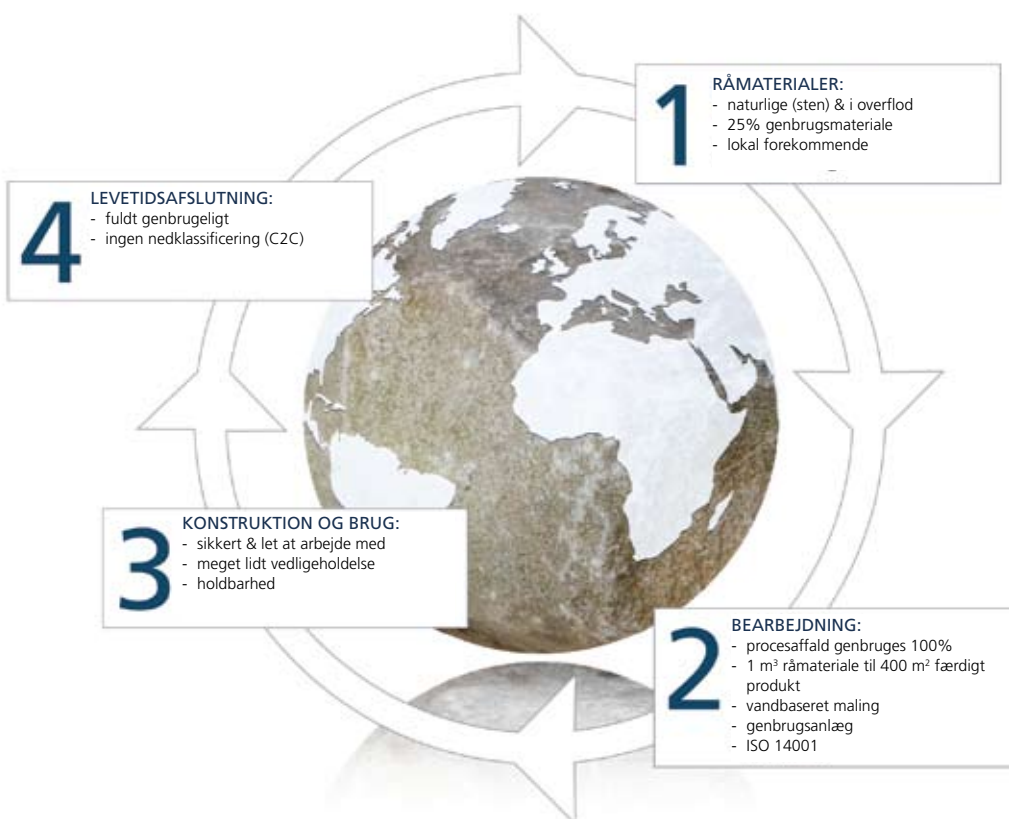 1
RÅMATERIALER:
- naturlige (sten) & i overflod
- 25% genbrugsmateriale
- lokal forekommende
2
BEARBEJDNING:
- procesaffald genbruges 100%
- 1 m³ råmateriale til 400 m² færdigt
produkt
- vandbaseret maling
- genbrugsanlæg
- ISO 14001
3
KONSTRUKTION OG BRUG:
- sikkert & let at arbejde med
- meget lidt vedligeholdelse
- holdbarhed
4
LEVETIDSAFSLUTNING:
- fuldt genbrugeligt
- ingen nedklassificering (C2C)